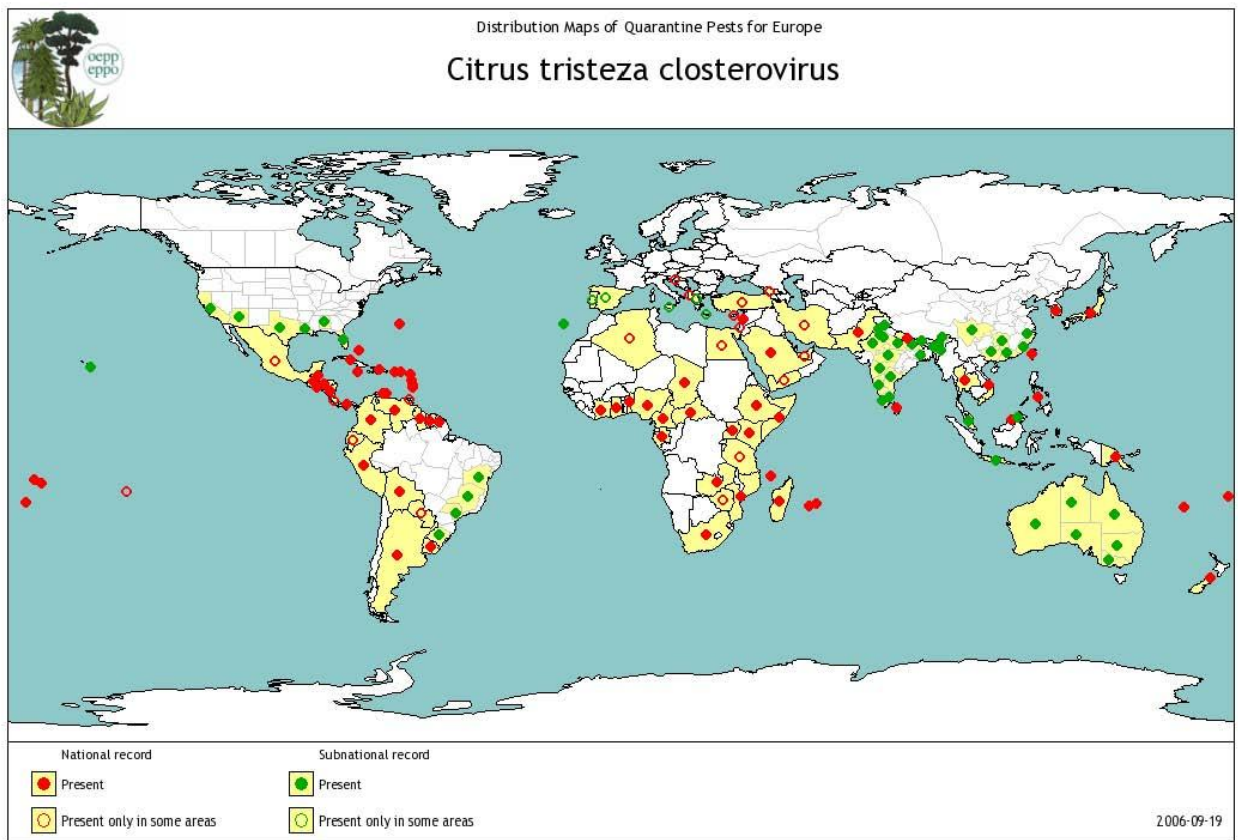 oepp
eppo
Distribution Maps of Quarantine Pests for Europe
Citrus tristeza closterovirus
National record
Subnational record
Present
Present
Present only in some areas
Present only in some areas
2006-09-19